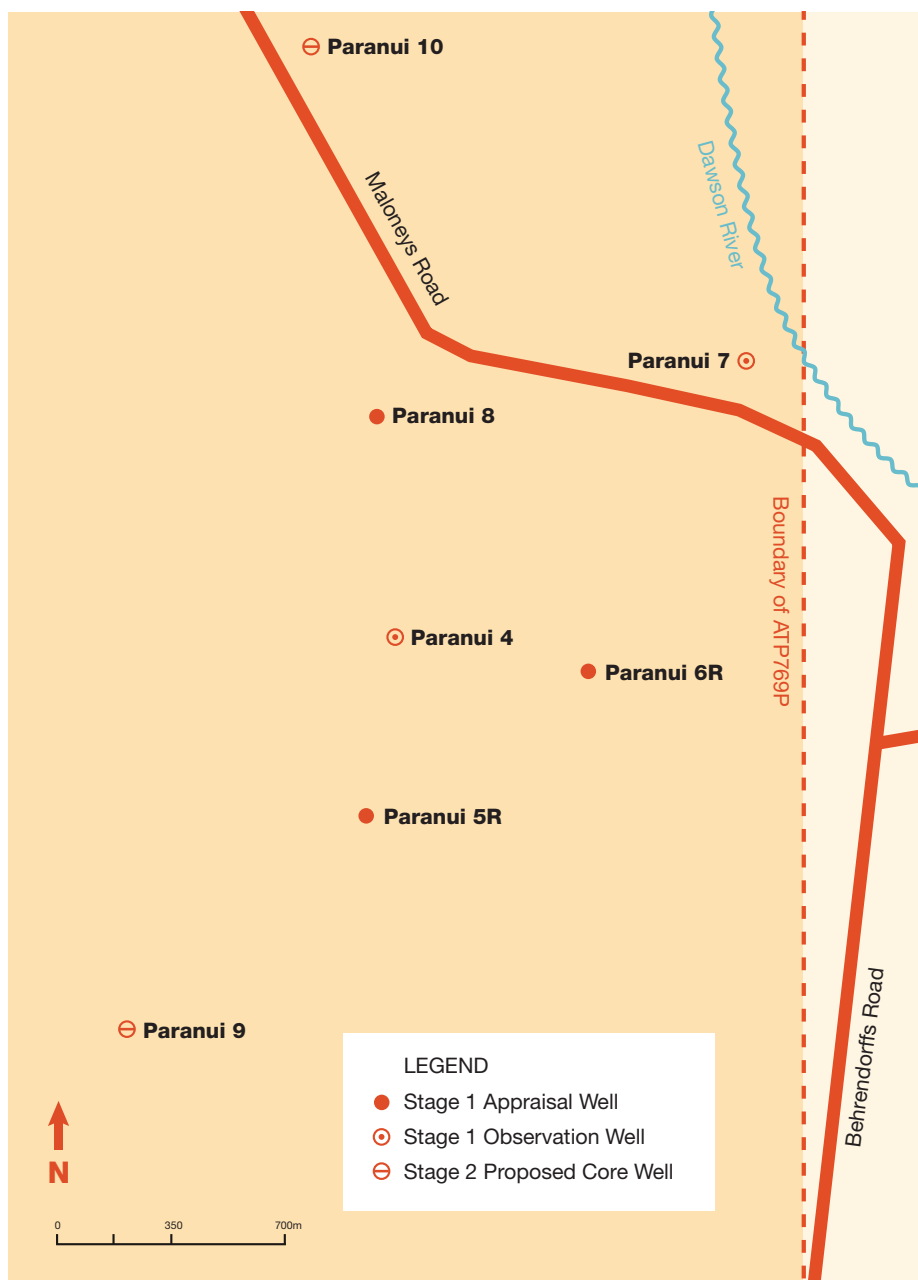 Paranui 10
Dawson River
Maloneys Road
Paranui 7
Paranui 8
Boundary of ATP769P
Paranui 4
Paranui 6R
Paranui 5R
Behrendorffs Road
Paranui 9
LEGEND
Stage 1 Appraisal Well
Stage 1 Observation Well
Stage 2 Proposed Core Well
N
0 350 700m